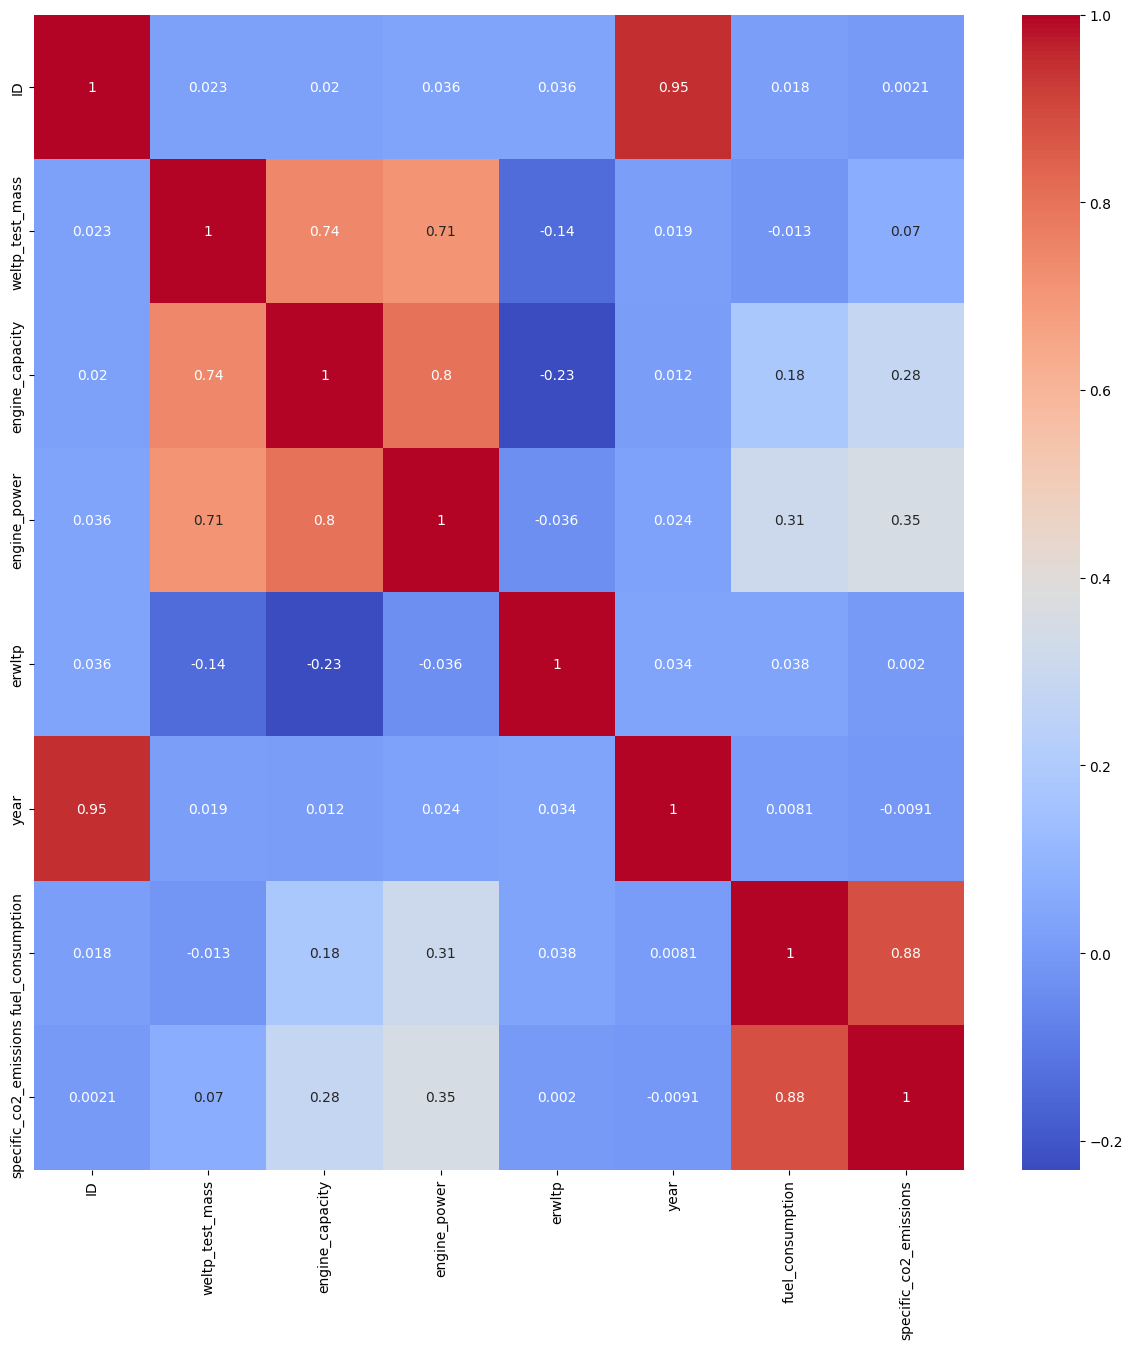 ID 1 0.023 0.02 0.036 0.036 0.95 0.018 0.0021
weltp_test_mass 0.023 1 0.74 0.71 -0.14 0.019 -0.013 0.07
engine_capacity 0.02 0.74 1 0.8 -0.23 0.012 0.18 0.28
engine_power 0.036 0.71 0.8 1 -0.036 0.024 0.31 0.35
erwltp 0.036 -0.14 -0.23 -0.036 1 0.034 0.038 0.002
year 0.95 0.019 0.012 0.024 0.034 1 0.0081 -0.0091
fuel_consumption 0.018 -0.013 0.18 0.31 0.038 0.0081 1 0.88
specific_co2_emissions 0.0021 0.07 0.28 0.35 0.002 -0.0091 0.88 1
ID weltp_test_mass engine_capacity engine_power erwltp year fuel_consumption specific_co2_emissions
1.0
0.8
0.6
0.4
0.2
0.0
−0.2